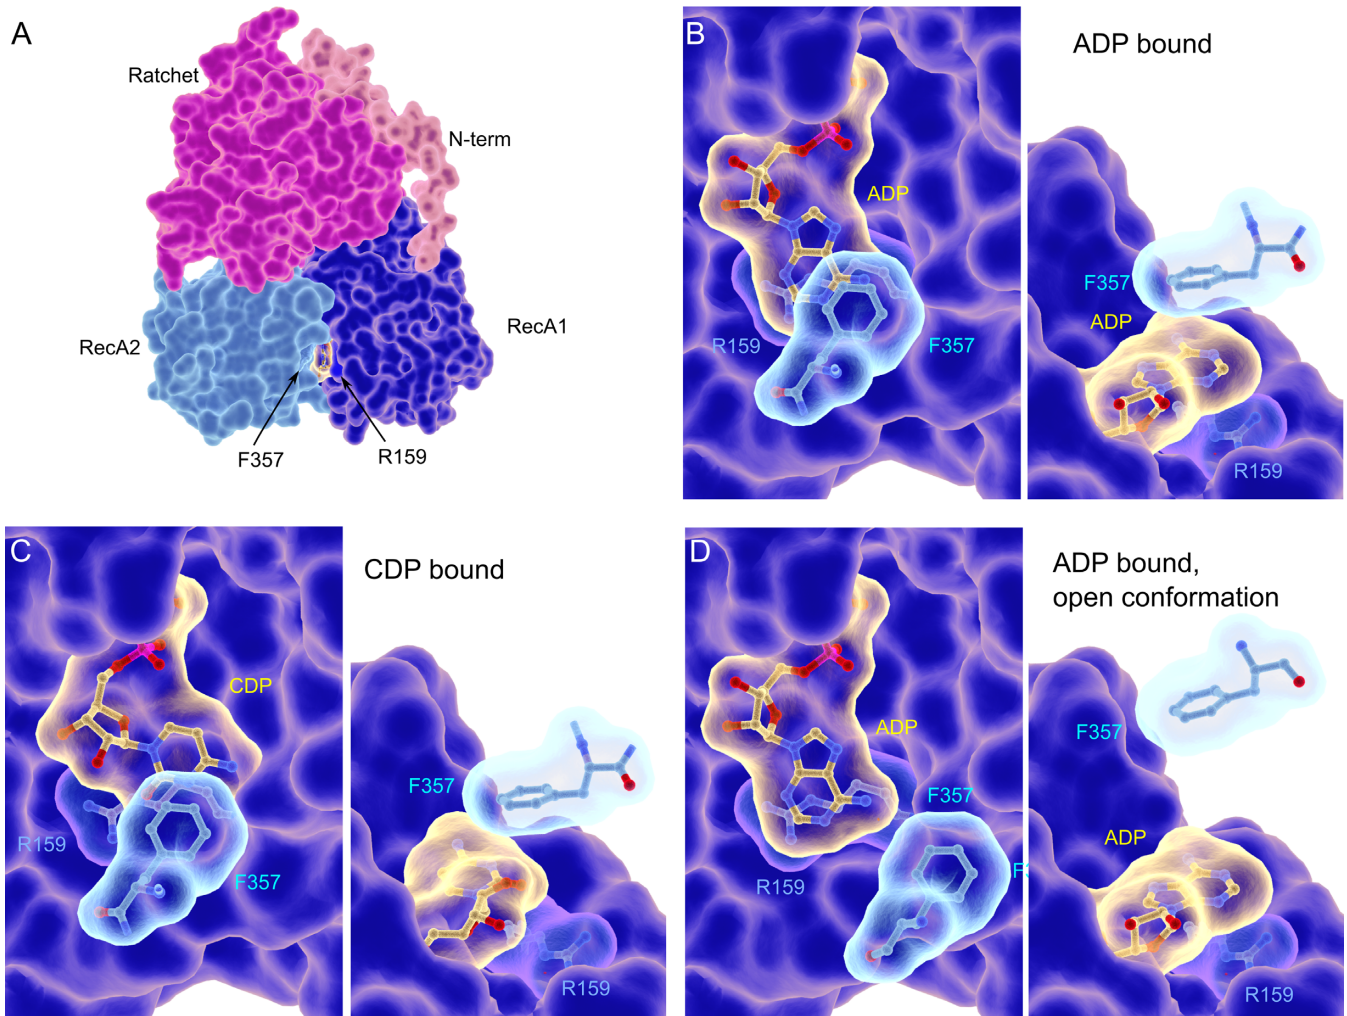 A
Ratchet
N-term
RecA2
RecA1
F357
R159
B
ADP bound
ADP
R159
F357
F357
ADP
R159
C
CDP bound
CDP
R159
F357
F357
R159
D
ADP bound,
open conformation
ADP
F357
R159
F357
ADP
R159